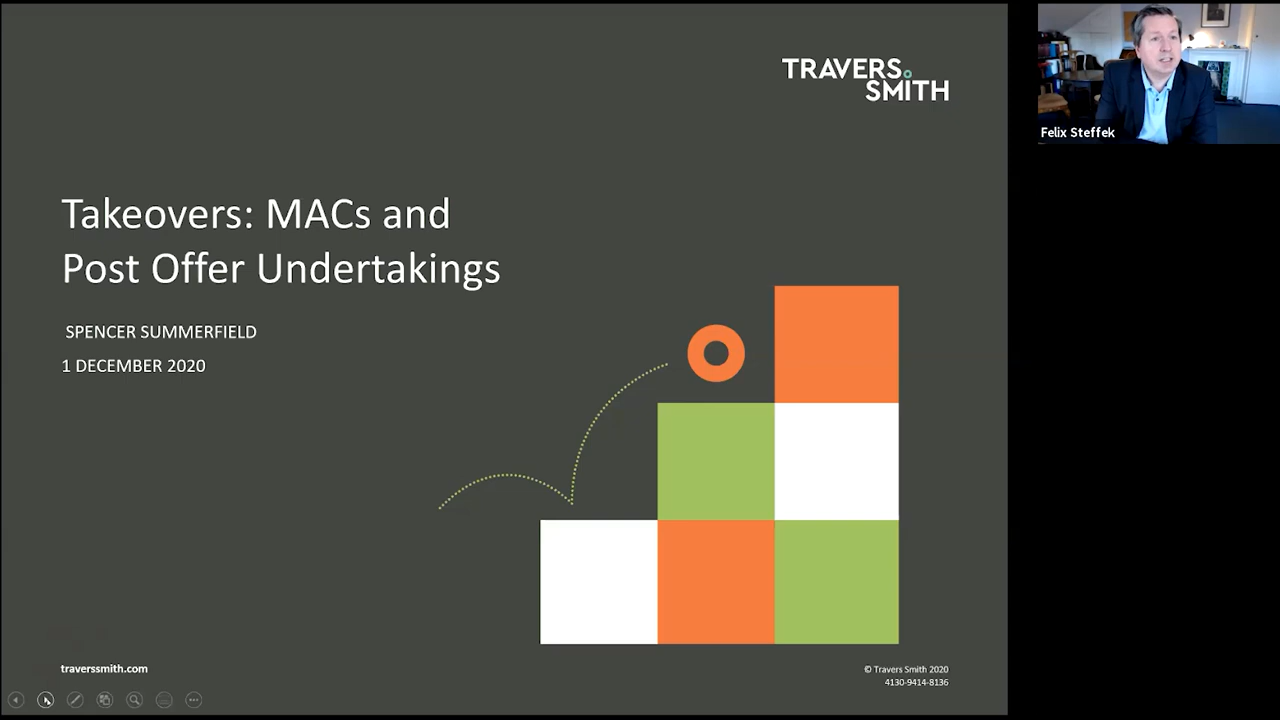 TRAVERS
SMITH
Felix Steffek
Takeovers: MACs and
Post Offer Undertakings
SPENCER SUMMERFIELD
1 DECEMBER 2020
traverssmith.com
© Travers Smith 2020
4130-9414-8136